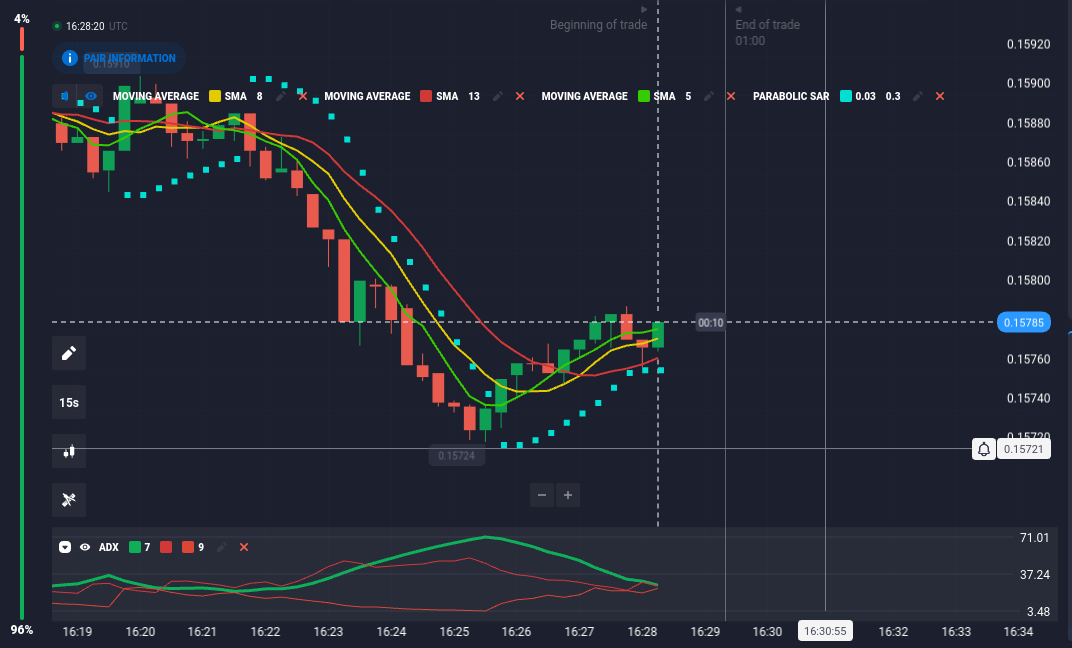 4%
16:28:20 UTC
Beginning of trade
End of trade
01:00
0.15920
PAIR INFORMATION
0.15910
0.15900
MOVING AVERAGE SMA 8 MOVING AVERAGE SMA 13 MOVING AVERAGE SMA 5 PARABOLIC SAR 0.03 0.3
0.15880
0.15860
0.15840
0.15820
0.15800
00:10
0.15785
0.15760
15s
0.15740
0.15720
0.15721
0.15724
ADX 7 9
71.01
37.24
3.48
96%
16:19 16:20 16:21 16:22 16:23 16:24 16:25 16:26 16:27 16:28 16:29 16:30 16:30:55 16:32 16:33 16:34